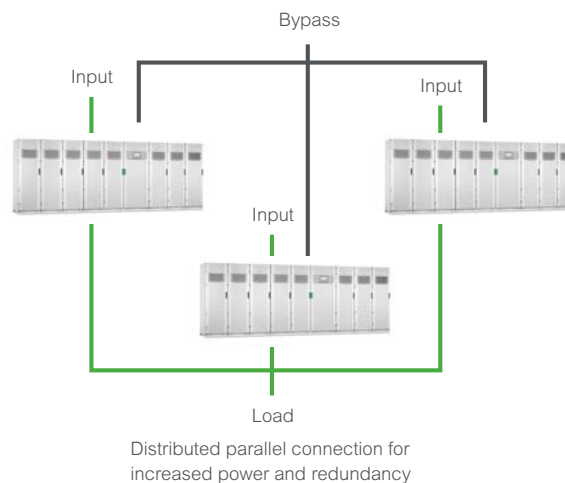 Bypass
Input
Input
Input
Load
Distributed parallel connection for
increased power and redundancy